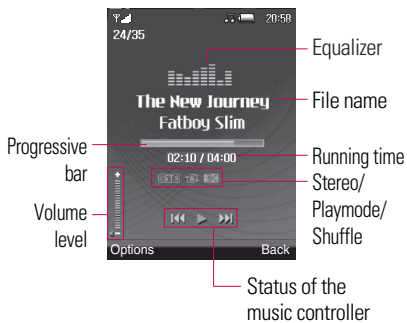 20:58
24/35
Equalizer
The New Journey
File name
Fatboy Slim
Progressive
bar
02:10 / 04:00
Running time
Stereo/
Playmode/
Shuffle
Volume
level
+
-
Options
Back
Status of the
music controller